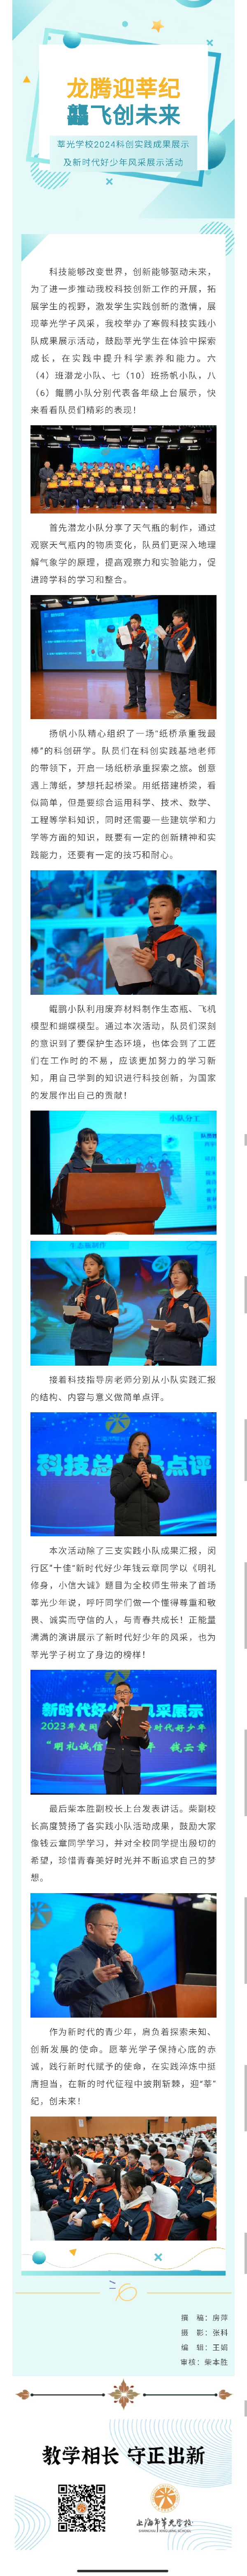 龙腾迎莘纪
龘飞创未来
莘光学校2024科创实践成果展示
及新时代好少年风采展示活动
科技能够改变世界，创新能够驱动未来，
为了进一步推动我校科技创新工作的开展，拓
展学生的视野，激发学生实践创新的激情，展
现莘光学子风采，我校举办了寒假科技实践小
队成果展示活动，鼓励莘光学生在体验中探索
成长，在实践中提升科学素养和能力。六
（4）班潜龙小队、七（10）班扬帆小队，八
（6）鲲鹏小队分别代表各年级上台展示，快
来看看队员们精彩的表现！
首先潜龙小队分享了天气瓶的制作，通过
观察天气瓶内的物质变化，队员们更深入地理
解气象学的原理，提高观察力和实验能力，促
进跨学科的学习和整合。
扬帆小队精心组织了一场“纸桥承重我最
棒”的科创研学。队员们在科创实践基地老师
的带领下，开启一场纸桥承重探索之旅。创意
遇上薄纸，梦想托起桥梁。用纸搭建桥梁，看
似简单，但是要综合运用科学、技术、数学、
工程等学科知识，同时还需要一些建筑学和力
学等方面的知识，既要有一定的创新精神和实
践能力，还要有一定的技巧和耐心。
鲲鹏小队利用废弃材料制作生态瓶、飞机
模型和蝴蝶模型。通过本次活动，队员们深刻
的意识到了要保护生态环境，也体会到了工匠
们在工作时的不易，应该更加努力的学习新
知，用自己学到的知识进行科技创新，为国家
的发展作出自己的贡献！
小队分工
生态瓶制作
接着科技指导房老师分别从小队实践汇报
的结构、内容与意义做简单点评。
科技总
点评
本次活动除了三支实践小队成果汇报，闵
行区“十佳”新时代好少年钱云章同学以《明礼
修身，小信大诚》题目为全校师生带来了首场
莘光少年说，呼吁同学们做一个懂得尊重和敬
畏、诚实而守信的人，与青春共成长！正能量
满满的演讲展示了新时代好少年的风采，也为
莘光学子树立了身边的榜样！
新时代好
风采展示
2023年度
时代好少年
“明礼诚信
钱云章
最后柴本胜副校长上台发表讲话。柴副校
长高度赞扬了各实践小队活动成果，鼓励大家
像钱云章同学学习，并对全校同学提出殷切的
希望，珍惜青春美好时光并不断追求自己的梦
想。
作为新时代的青少年，肩负着探索未知、
创新发展的使命。愿莘光学子保持心底的赤
诚，践行新时代赋予的使命，在实践淬炼中挺
膺担当，在新的时代征程中披荆斩棘，迎“莘”
纪，创未来！
撰 稿：房萍
摄 影：张科
编 辑：王娟
审核：柴本胜
教学相长 守正出新
上海市莘光学校